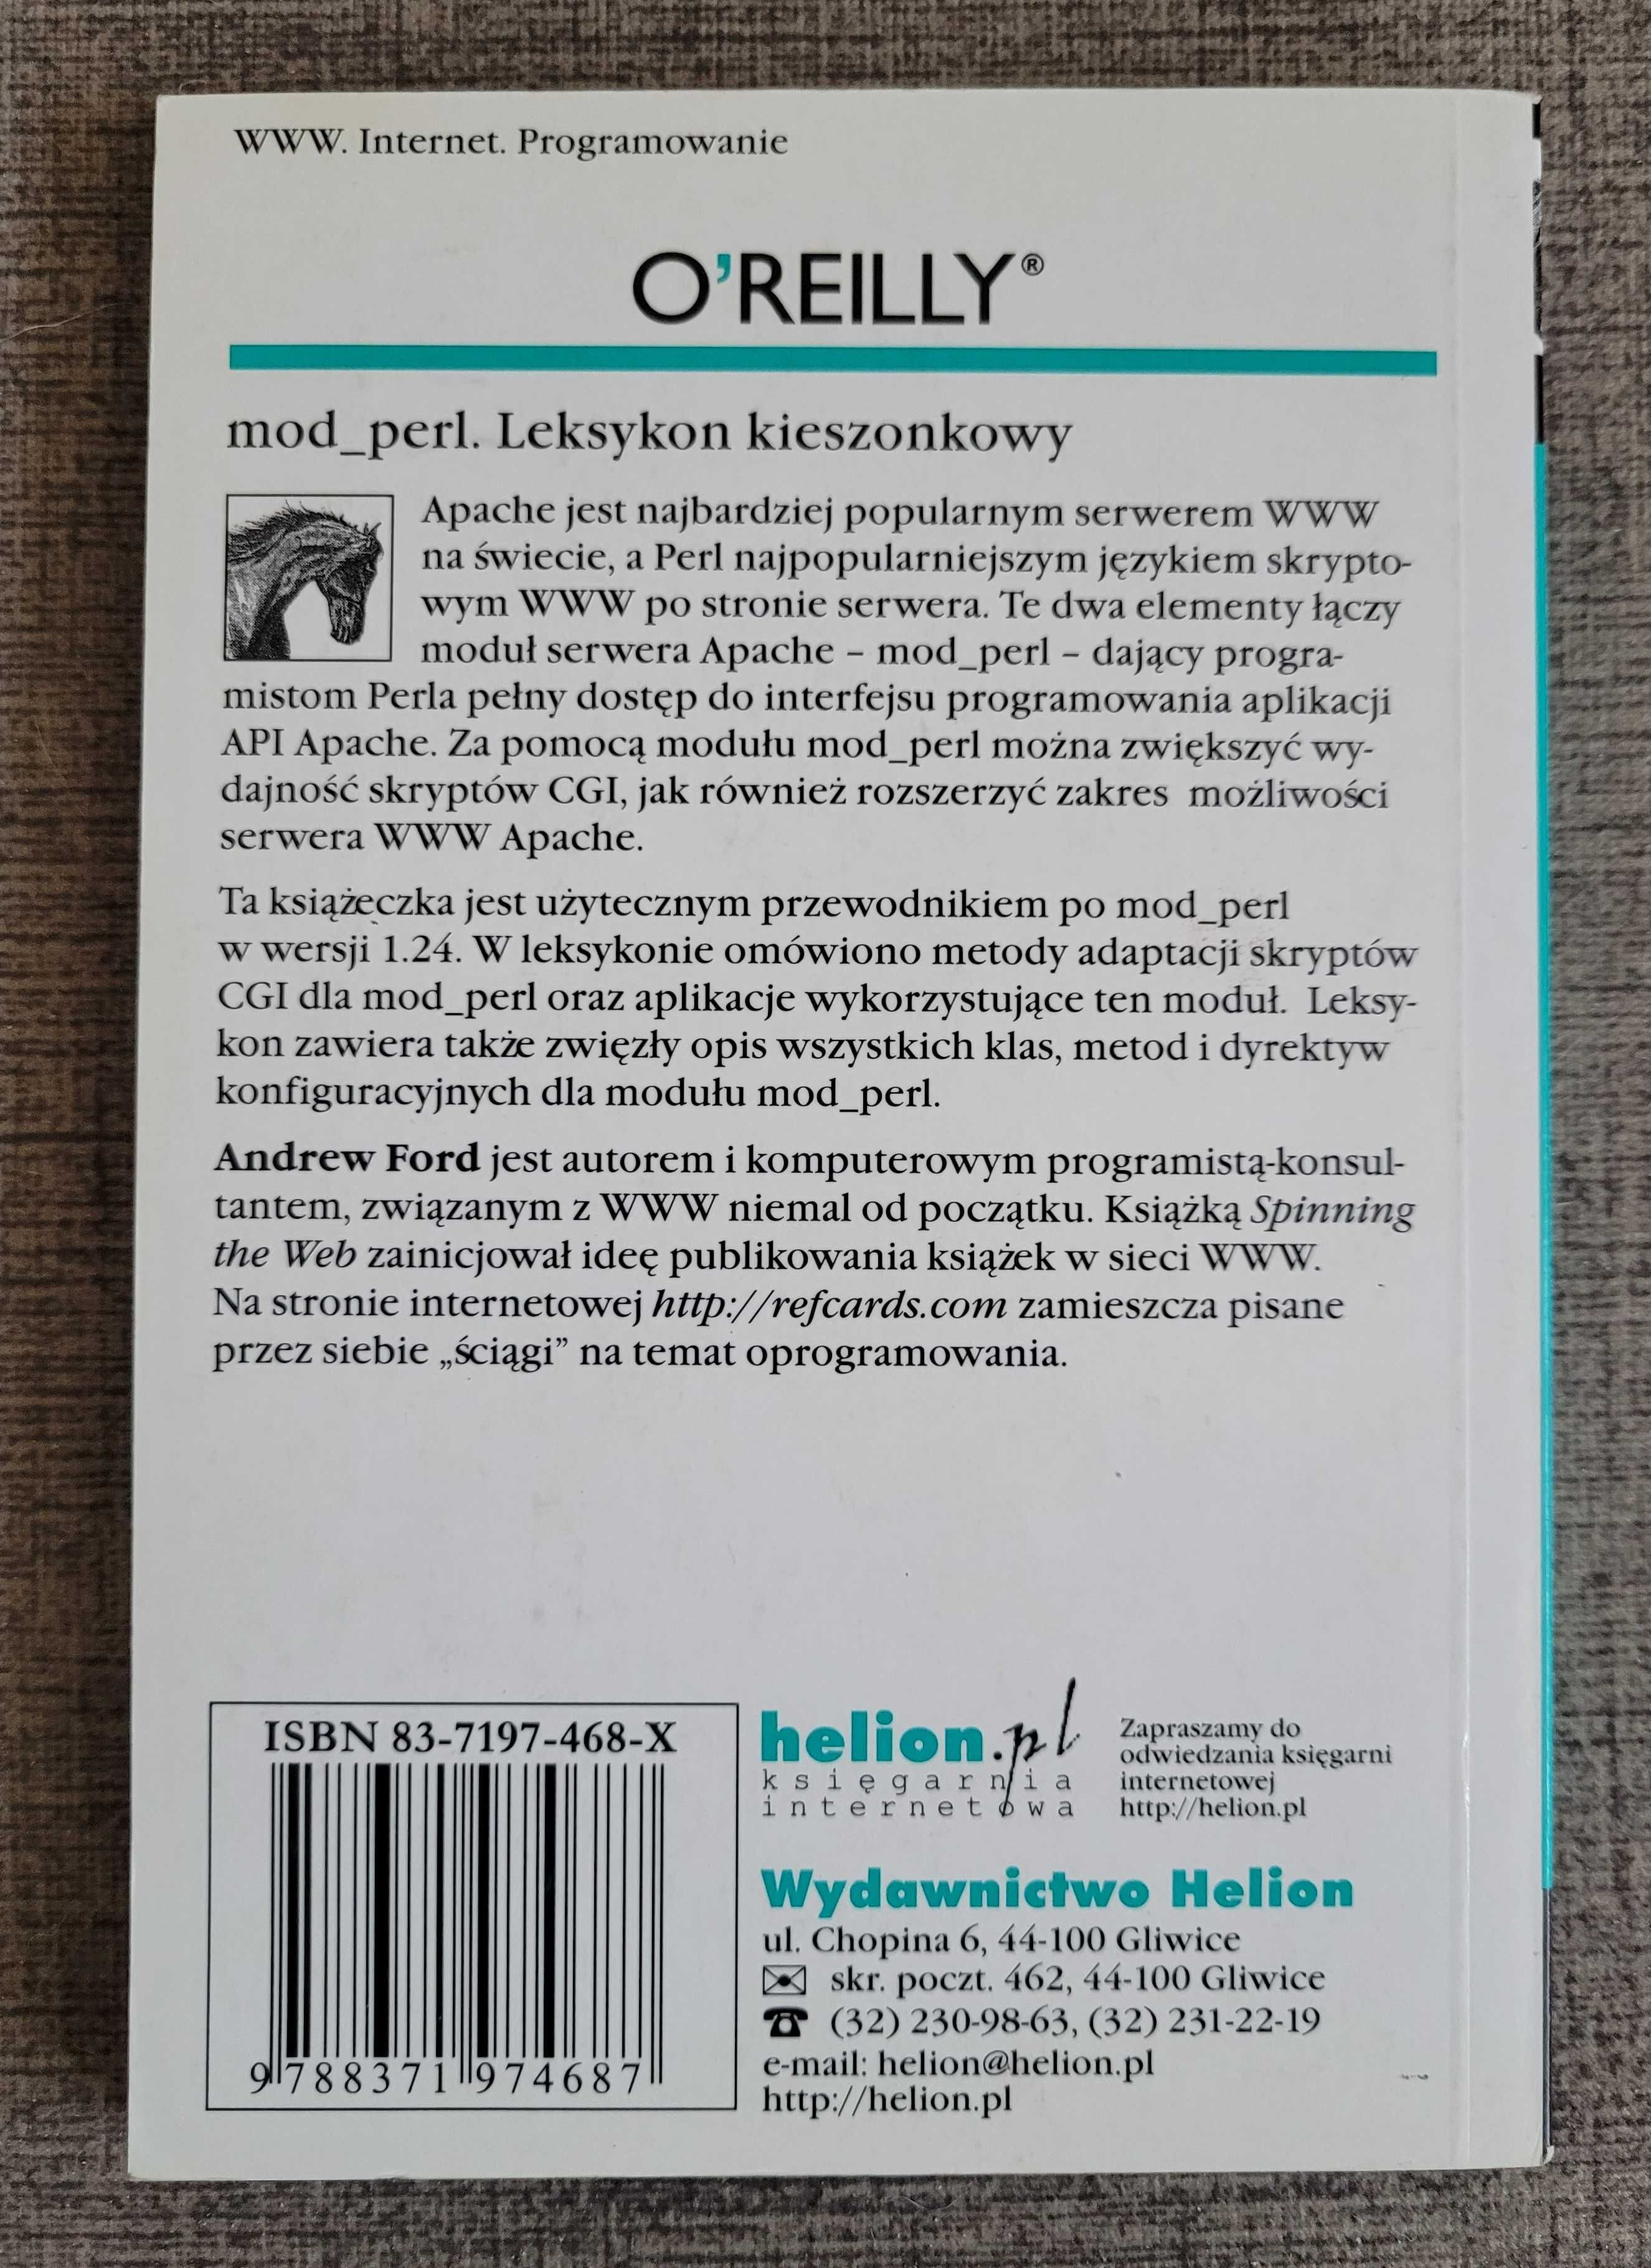 WWW. Internet. Programowanie
O'REILLY®
mod_perl. Leksykon kieszonkowy
Apache jest najbardziej popularnym serwerem WWW
na świecie, a Perl najpopularniejszym językiem skrypto-
wym WWW po stronie serwera. Te dwa elementy łączy
moduł serwera Apache – mod_perl – dający progra-
mistom Perla pełny dostęp do interfejsu programowania aplikacji
API Apache. Za pomocą modułu mod_perl można zwiększyć wy-
dajność skryptów CGI, jak również rozszerzyć zakres możliwości
serwera WWW Apache.
Ta książeczka jest użytecznym przewodnikiem po mod_perl
w wersji 1.24. W leksykonie omówiono metody adaptacji skryptów
CGI dla mod_perl oraz aplikacje wykorzystujące ten moduł. Leksy-
kon zawiera także zwięzły opis wszystkich klas, metod i dyrektyw
konfiguracyjnych dla modułu mod_perl.
Andrew Ford jest autorem i komputerowym programistą-konsul-
tantem, związanym z WWW niemal od początku. Książką Spinning
the Web zainicjował ideę publikowania książek w sieci WWW.
Na stronie internetowej http://refcards.com zamieszcza pisane
przez siebie „ściągi” na temat oprogramowania.
ISBN 83-7197-468-X
9 788371 974687
helion.pl
księgarnia
internetowa
Zapraszamy do
odwiedzania księgarni
internetowej
http://helion.pl
Wydawnictwo Helion
ul. Chopina 6, 44-100 Gliwice
skr. poczt. 462, 44-100 Gliwice
(32) 230-98-63, (32) 231-22-19
e-mail: helion@helion.pl
http://helion.pl